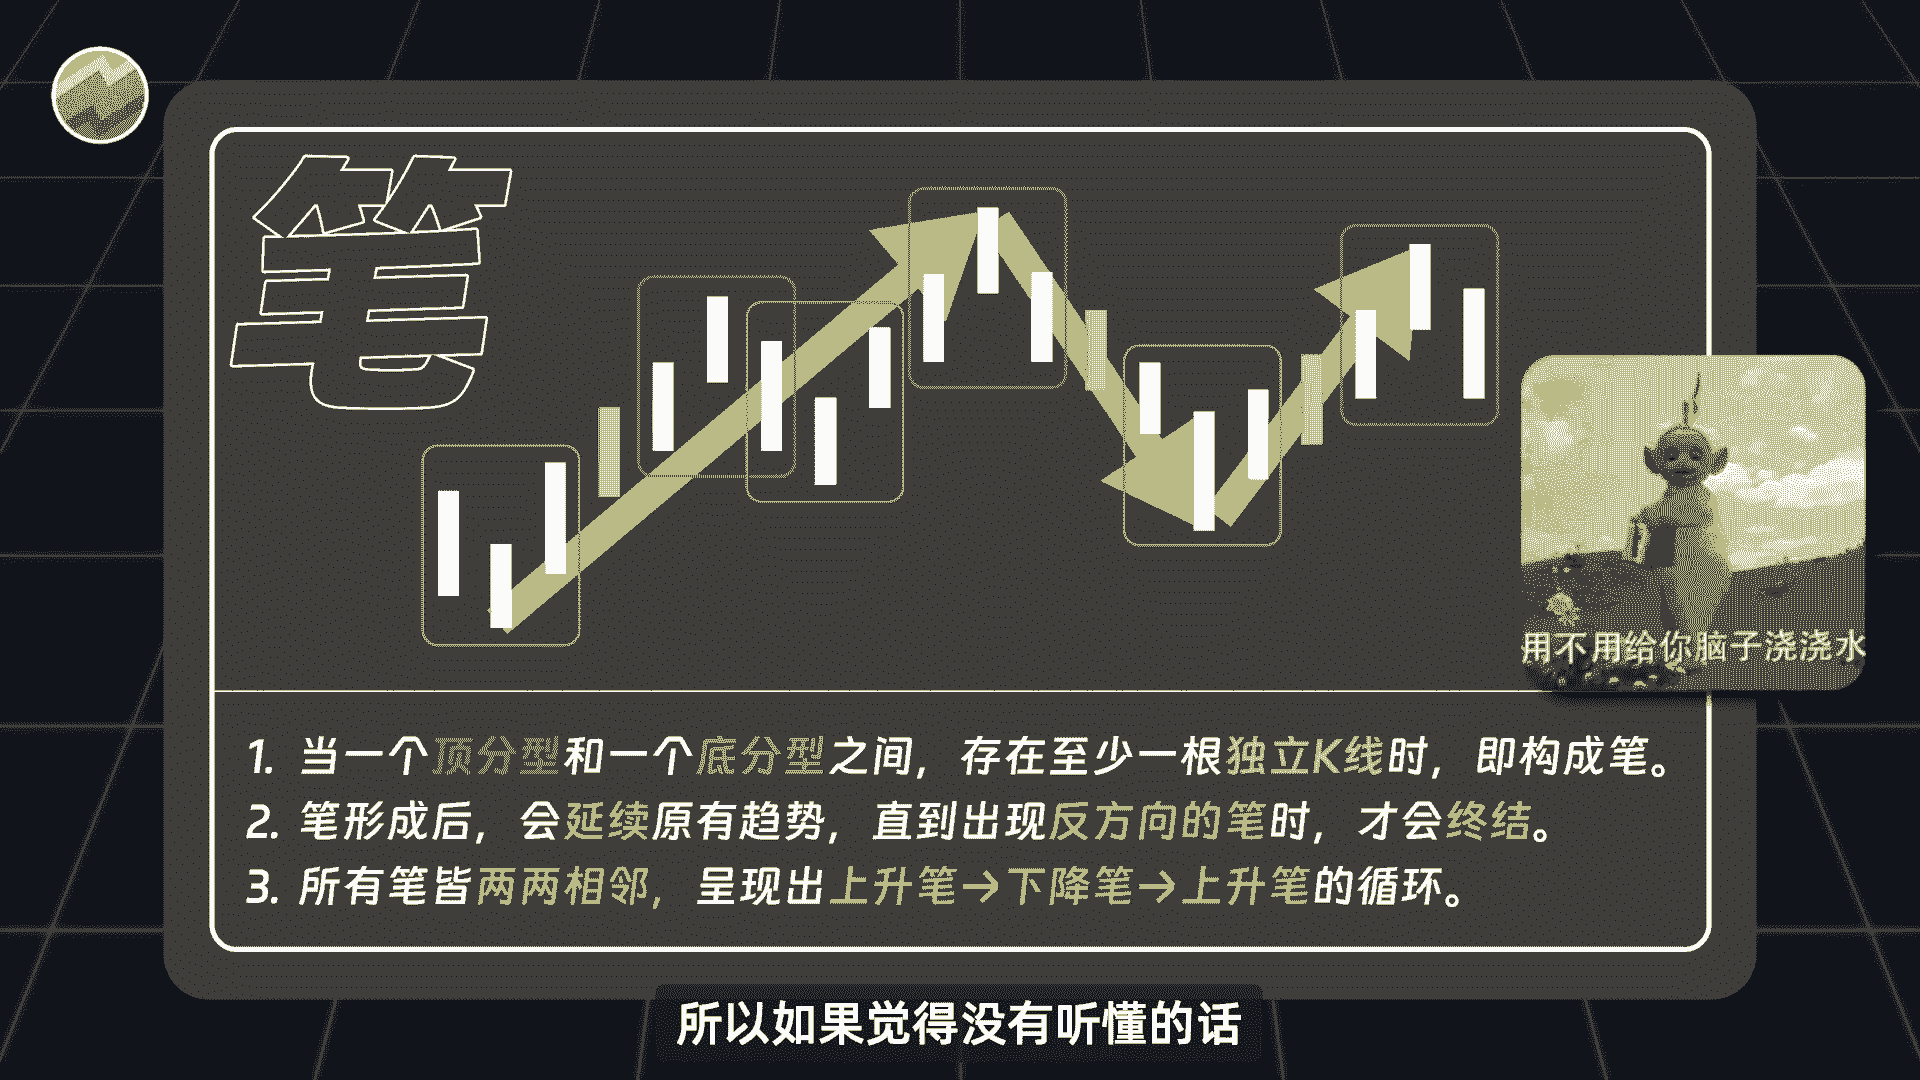 笔
用不用给你脑子浇浇水
1. 当一个顶分型和一个底分型之间，存在至少一根独立K线时，即构成笔。
2. 笔形成后，会延续原有趋势，直到出现反方向的笔时，才会终结。
3. 所有笔皆两两相邻，呈现出上升笔→下降笔→上升笔的循环。
所以如果觉得没有听懂的话